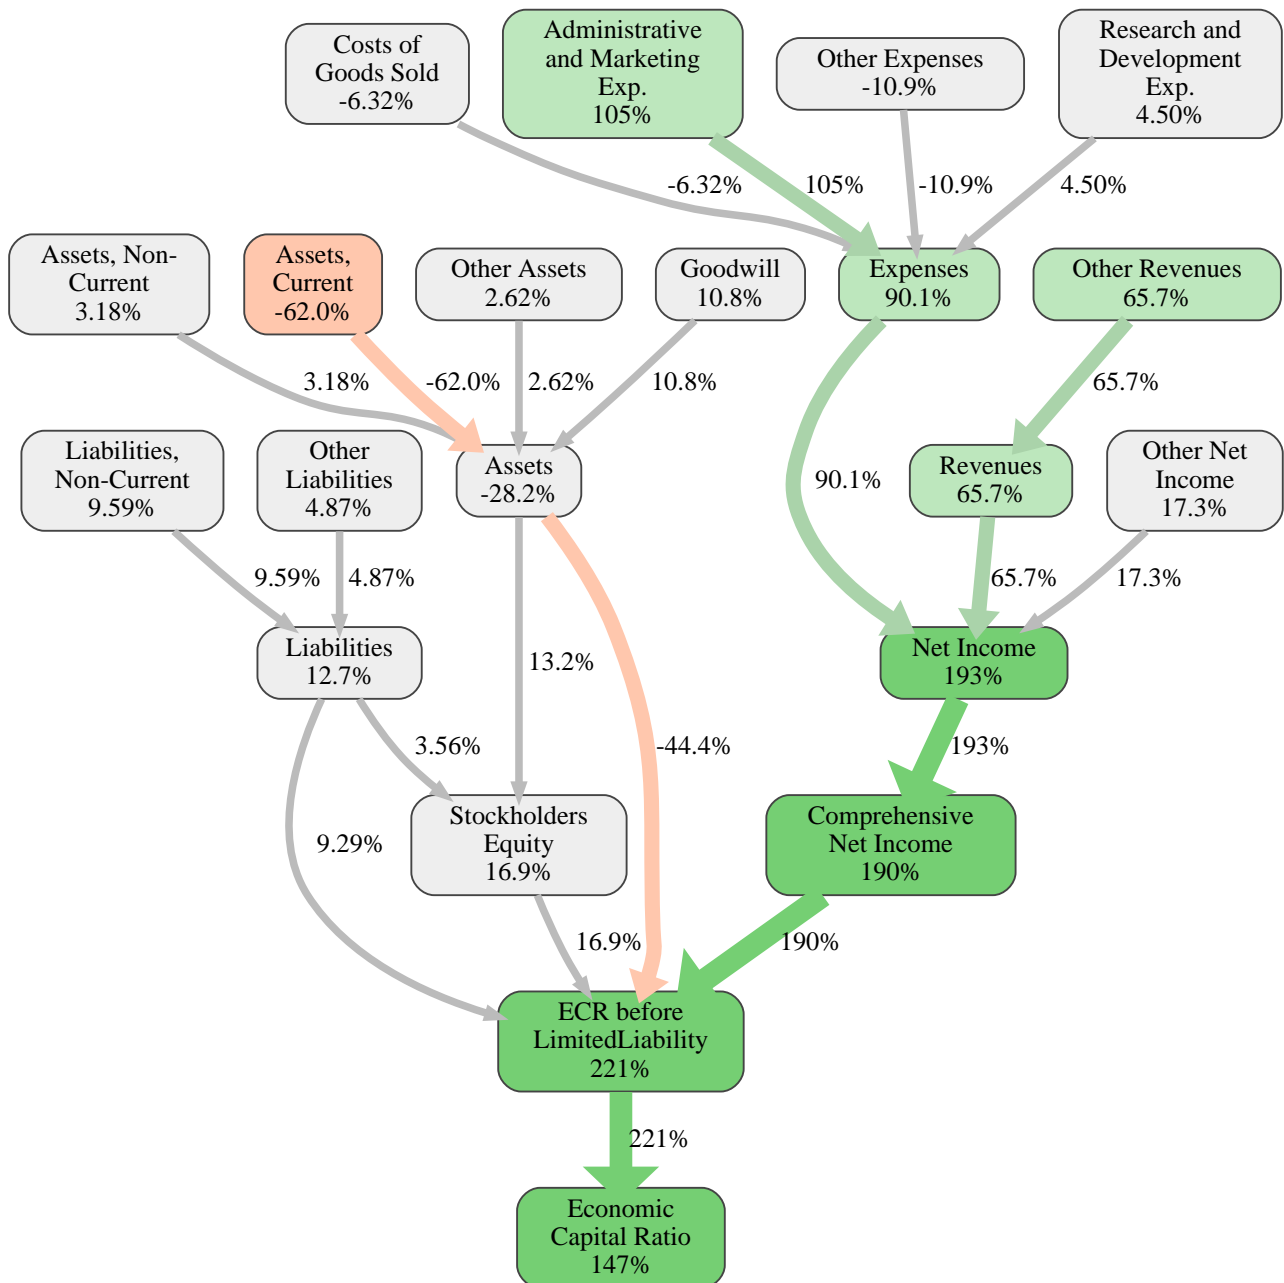 Costs of
Goods Sold
-6.32%
Administrative
and Marketing
Exp.
105%
Other Expenses
-10.9%
Research and
Development
Exp.
4.50%
-6.32%
105%
-10.9%
4.50%
Assets, Non-
Current
3.18%
Assets,
Current
-62.0%
Other Assets
2.62%
Goodwill
10.8%
Expenses
90.1%
Other Revenues
65.7%
3.18%
-62.0%
2.62%
10.8%
65.7%
Liabilities,
Non-Current
9.59%
Other
Liabilities
4.87%
Assets
-28.2%
90.1%
Revenues
65.7%
Other Net
Income
17.3%
9.59%
4.87%
65.7%
17.3%
Liabilities
12.7%
13.2%
Net Income
193%
3.56%
-44.4%
193%
9.29%
Stockholders
Equity
16.9%
Comprehensive
Net Income
190%
16.9%
190%
ECR before
LimitedLiability
221%
221%
Economic
Capital Ratio
147%